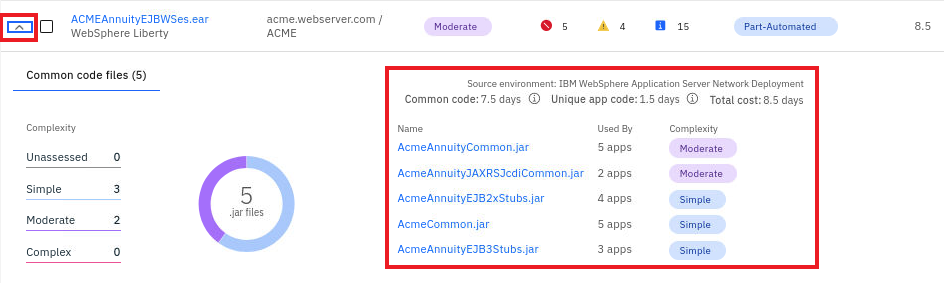 ACMEAnnuityEJBWSes.ear
WebSphere Liberty
acme.webserver.com /
ACME
Moderate
5
4
15
Part-Automated
8.5
Common code files (5)
Complexity
Unassessed 0
Simple 3
Moderate 2
Complex 0
5
.jar files
Source environment: IBM WebSphere Application Server Network Deployment
Common code: 7.5 days Unique app code: 1.5 days Total cost: 8.5 days
Name Used By Complexity
AcmeAnnuityCommon.jar 5 apps Moderate
AcmeAnnuityJAXRSJcdiCommon.jar 2 apps Moderate
AcmeAnnuityEJB2xStubs.jar 4 apps Simple
AcmeCommon.jar 5 apps Simple
AcmeAnnuityEJB3Stubs.jar 3 apps Simple